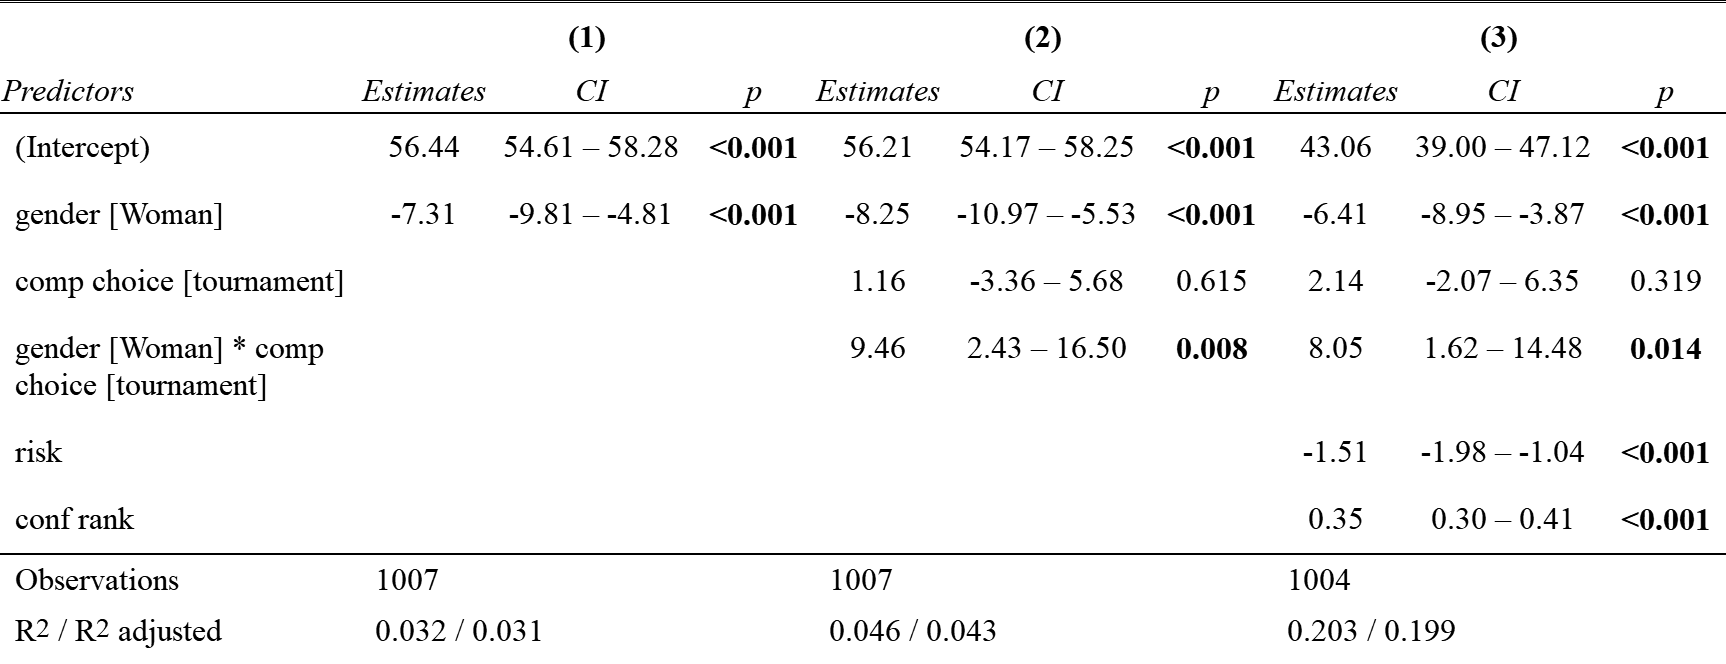 (1) (2) (3)
Predictors Estimates CI p Estimates CI p Estimates CI p
(Intercept) 56.44 54.61 – 58.28 <0.001 56.21 54.17 – 58.25 <0.001 43.06 39.00 – 47.12 <0.001
gender [Woman] -7.31 -9.81 – -4.81 <0.001 -8.25 -10.97 – -5.53 <0.001 -6.41 -8.95 – -3.87 <0.001
comp choice [tournament] 1.16 -3.36 – 5.68 0.615 2.14 -2.07 – 6.35 0.319
gender [Woman] * comp 9.46 2.43 – 16.50 0.008 8.05 1.62 – 14.48 0.014
choice [tournament]
risk -1.51 -1.98 – -1.04 <0.001
conf rank 0.35 0.30 – 0.41 <0.001
Observations 1007 1007 1004
R2 / R2 adjusted 0.032 / 0.031 0.046 / 0.043 0.203 / 0.199